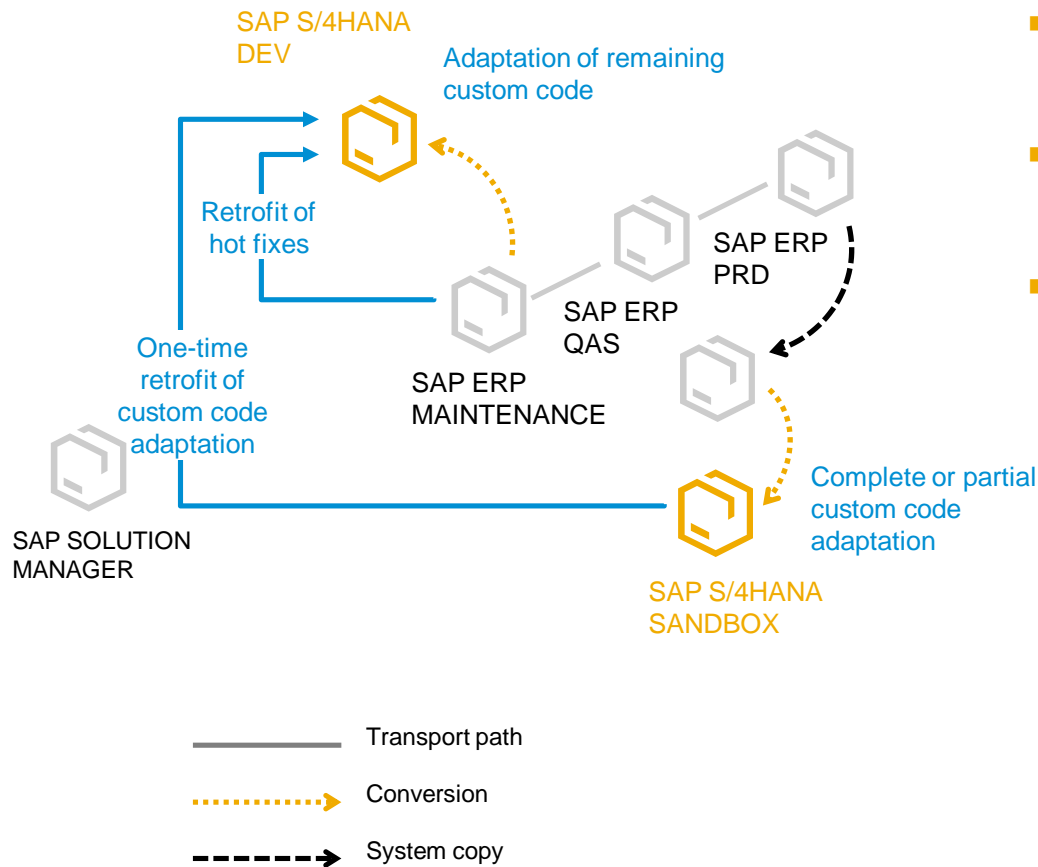 SAP S/4HANA
DEV
Adaptation of remaining
custom code
Retrofit of
hot fixes
SAP ERP
PRD
SAP ERP
QAS
SAP ERP
MAINTENANCE
One-time
retrofit of
custom code
adaptation
SAP SOLUTION
MANAGER
Complete or partial
custom code
adaptation
SAP S/4HANA
SANDBOX
Transport path
Conversion
System copy